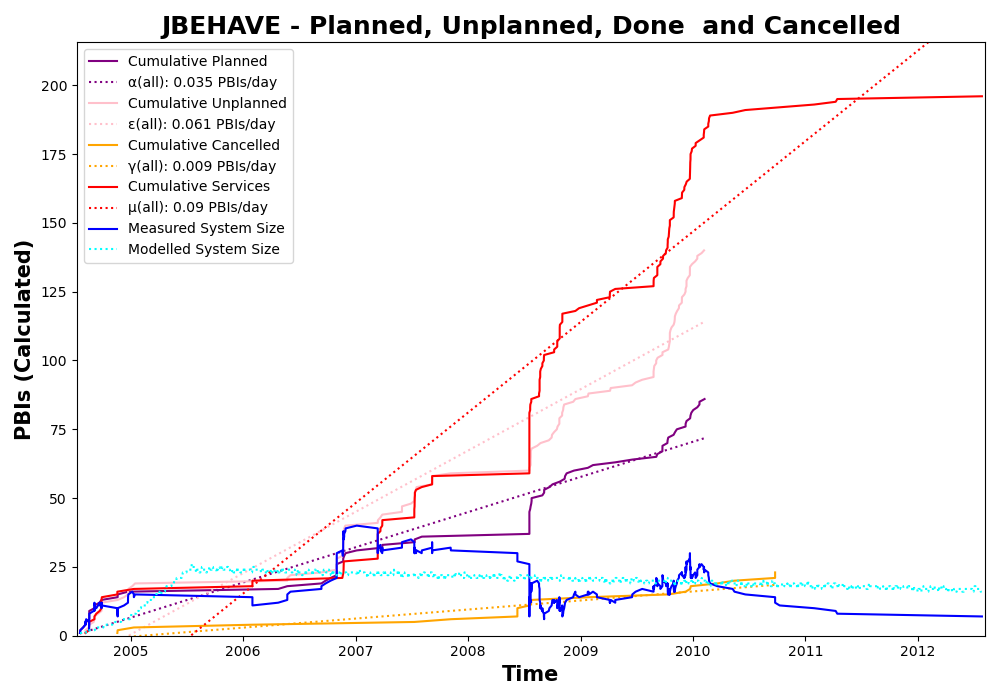 JBEHAVE - Planned, Unplanned, Done  and Cancelled
Cumulative Planned
α(all): 0.035 PBIs/day
Cumulative Unplanned
ε(all): 0.061 PBIs/day
Cumulative Cancelled
γ(all): 0.009 PBIs/day
Cumulative Services
μ(all): 0.09 PBIs/day
Measured System Size
Modelled System Size
PBIs (Calculated)
200
175
150
125
100
75
50
25
0
2005 2006 2007 2008 2009 2010 2011 2012
Time